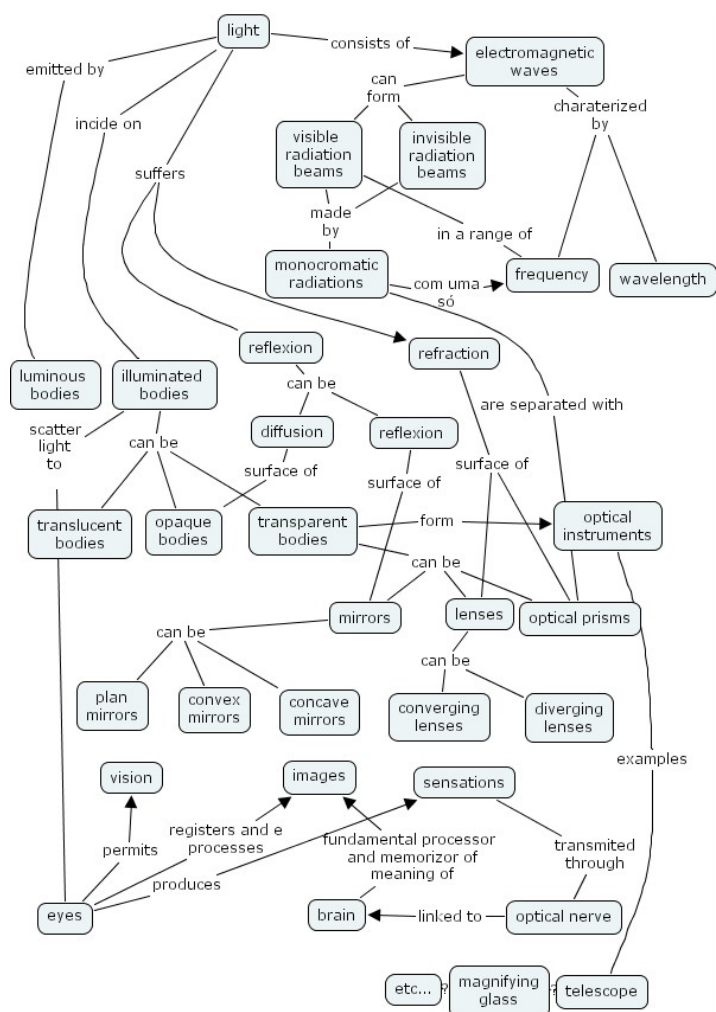 light
consists of
electromagnetic
waves
emitted by
can
form
charaterized
by
incide on
visible
radiation
beams
invisible
radiation
beams
suffers
made
by
in a range of
monocromatic
radiations
com uma
só
frequency
wavelength
reflexion
refraction
luminous
bodies
illuminated
bodies
can be
are separated with
scatter
light
to
can be
diffusion
reflexion
surface of
surface of
surface of
translucent
bodies
opaque
bodies
transparent
bodies
form
optical
instruments
can be
mirrors
lenses
optical prisms
can be
can be
plan
mirrors
convex
mirrors
concave
mirrors
converging
lenses
diverging
lenses
vision
images
sensations
examples
permits
registers and e
processes
fundamental processor
and memorizor of
meaning of
transmited
through
produces
eyes
brain
linked to
optical nerve
etc...
?
magnifying
glass
?
telescope